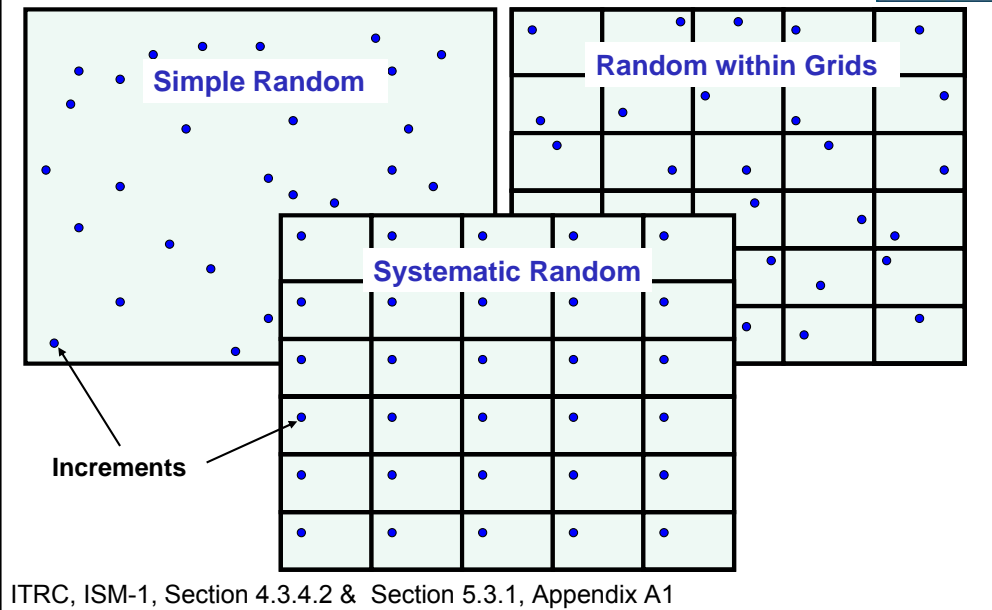 Simple Random
Random within Grids
Systematic Random
Increments
ITRC, ISM-1, Section 4.3.4.2 & Section 5.3.1, Appendix A1